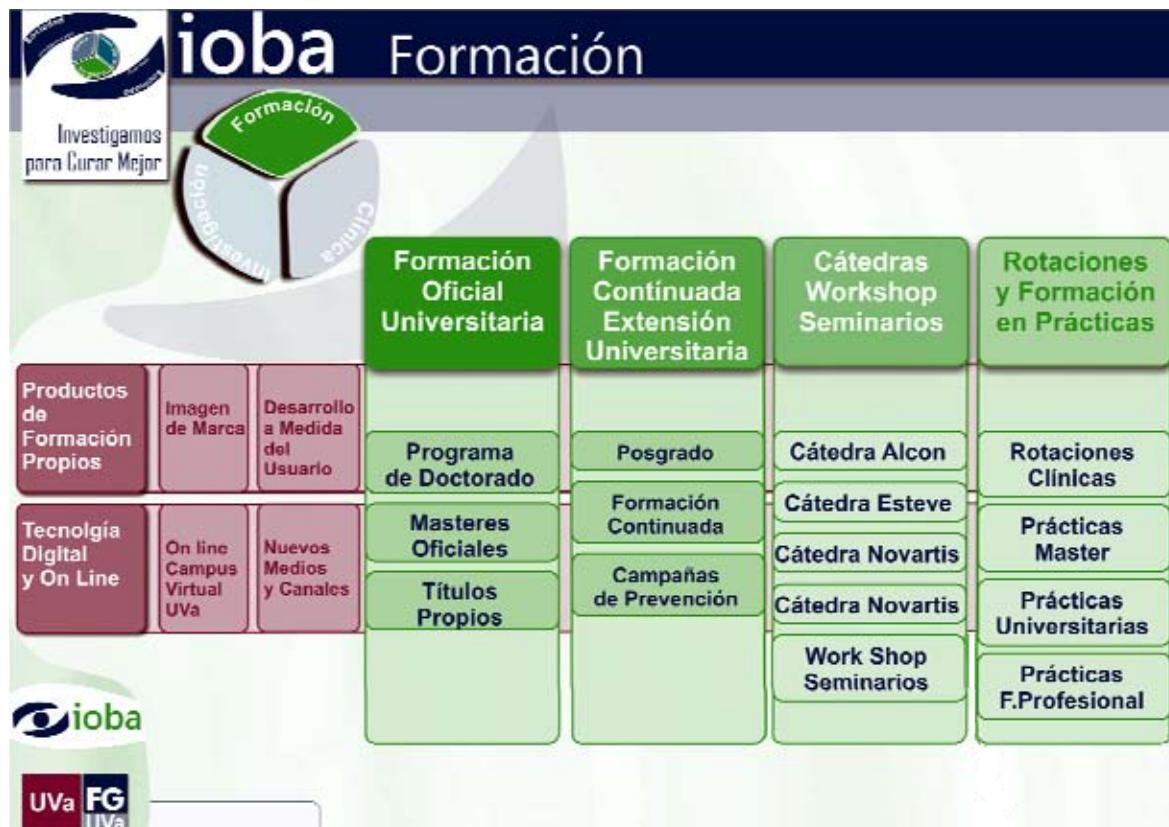 ioba Formación
Investigamos
para Curar Mejor
Formación
Investigación
Clínica
Formación
Oficial
Universitaria
Formación
Contínuada
Extensión
Universitaria
Cátedras
Workshop
Seminarios
Rotaciones
y Formación
en Prácticas
Productos
de
Formación
Propios
Imagen
de Marca
Desarrollo
a Medida
del
Usuario
Tecnolgía
Digital
y On Line
On line
Campus
Virtual
UVa
Nuevos
Medios
y Canales
Programa
de Doctorado
Masteres
Oficiales
Títulos
Propios
Posgrado
Formación
Continuada
Campañas
de Prevención
Cátedra Alcon
Cátedra Esteve
Cátedra Novartis
Cátedra Novartis
Work Shop
Seminarios
Rotaciones
Clínicas
Prácticas
Master
Prácticas
Universitarias
Prácticas
F.Profesional
ioba
UVa FG
UVa